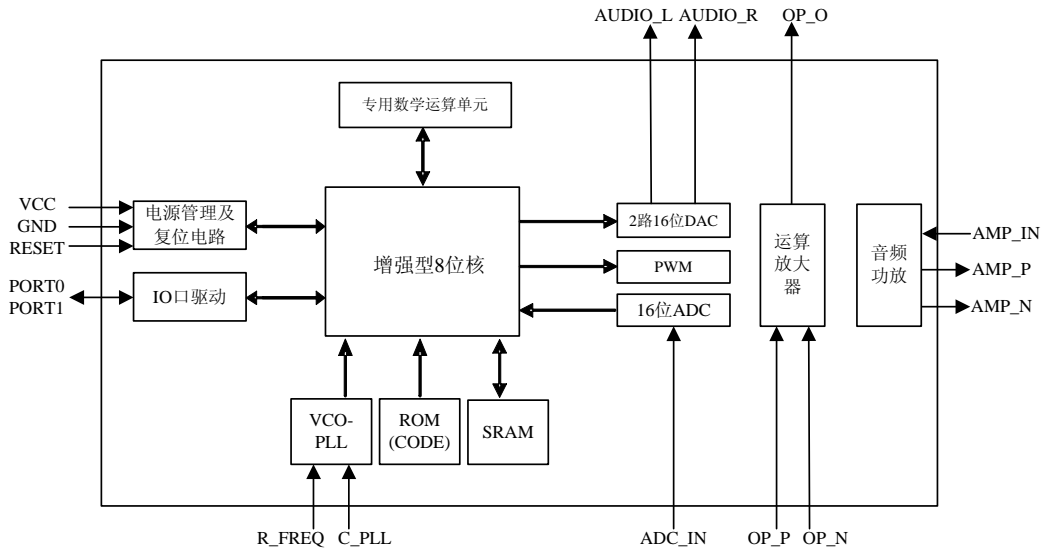 AUDIO_L AUDIO_R OP_O
专用数学运算单元
VCC
GND
RESET
电源管理及
复位电路
PORT0
PORT1
IO口驱动
增强型8位核
2路16位DAC
PWM
16位ADC
运算
放大
器
音频
功放
AMP_IN
AMP_P
AMP_N
VCO-
PLL
ROM
(CODE)
SRAM
R_FREQ C_PLL ADC_IN OP_P OP_N